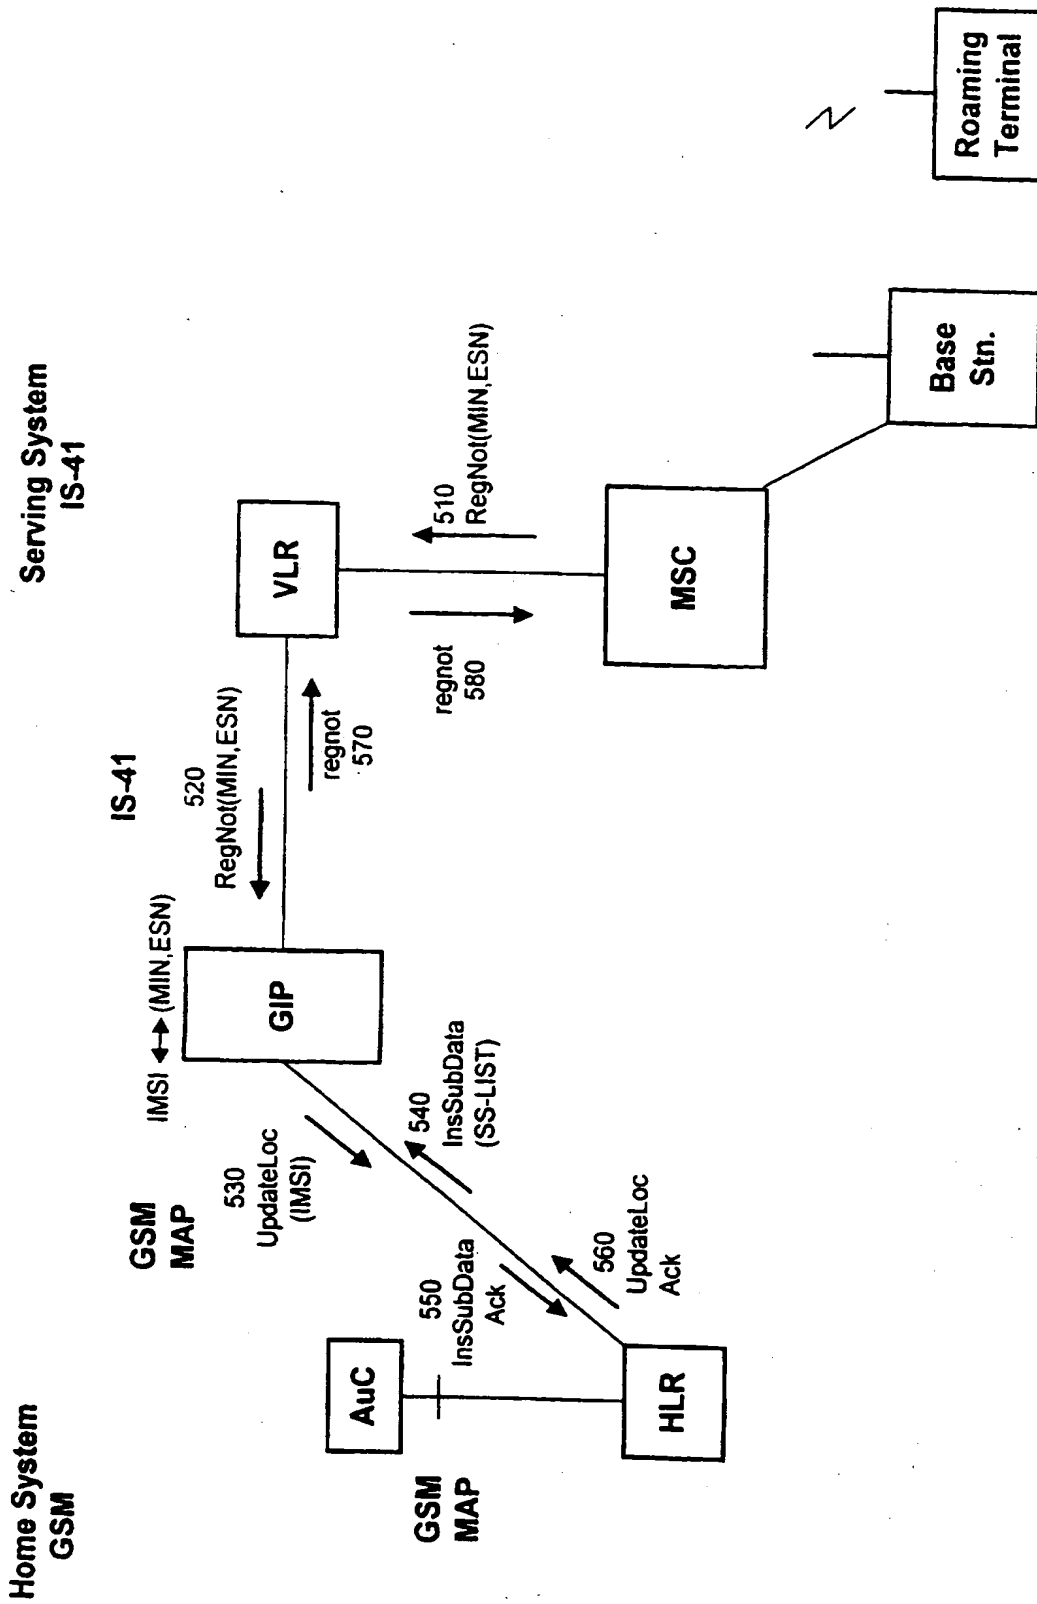 Home System
GSM
Serving System
IS-41
GSM
MAP
IMSI
(MIN,ESN)
IS-41
530
UpdateLoc
(IMSI)
520
RegNot(MIN,ESN)
GIP
VLR
regnot
570
AuC
540
InsSubData
(SS-LIST)
GSM
MAP
550
InsSubData
Ack
510
RegNot(MIN,ESN)
regnot
580
560
UpdateLoc
Ack
HLR
MSC
Base
Stn.
Roaming
Terminal